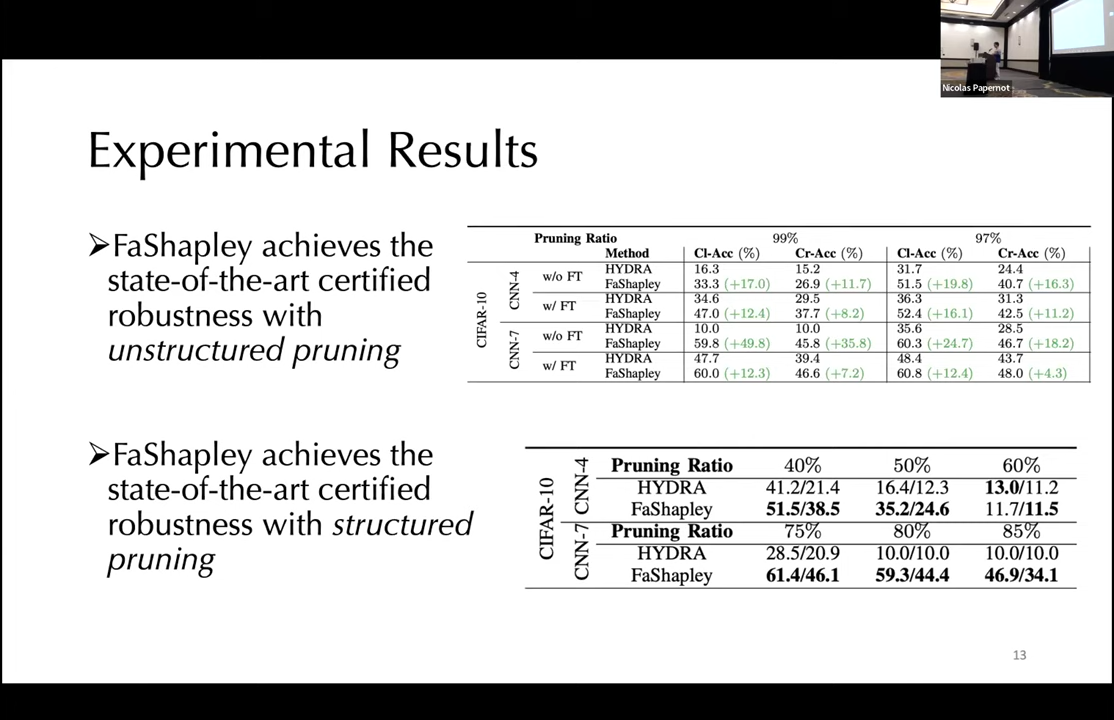 Nicolas Papernot
Experimental Results
➤FaShapley achieves the
state-of-the-art certified
robustness with
unstructured pruning
Pruning Ratio 99% 97%
Method Cl-Acc (%) Cr-Acc (%) Cl-Acc (%) Cr-Acc (%)
CIFAR-10
CNN-4
w/o FT
HYDRA 16.3 15.2 31.7 24.4
FaShapley 33.3 (+17.0) 26.9 (+11.7) 51.5 (+19.8) 40.7 (+16.3)
w/ FT
HYDRA 34.6 29.5 36.3 31.3
FaShapley 47.0 (+12.4) 37.7 (+8.2) 52.4 (+16.1) 42.5 (+11.2)
CNN-7
w/o FT
HYDRA 10.0 10.0 35.6 28.5
FaShapley 59.8 (+49.8) 45.8 (+35.8) 60.3 (+24.7) 46.7 (+18.2)
w/ FT
HYDRA 47.7 39.4 48.4 43.7
FaShapley 60.0 (+12.3) 46.6 (+7.2) 60.8 (+12.4) 48.0 (+4.3)
➤FaShapley achieves the
state-of-the-art certified
robustness with structured
pruning
CIFAR-10
CNN-4
Pruning Ratio 40% 50% 60%
HYDRA 41.2/21.4 16.4/12.3 13.0/11.2
FaShapley 51.5/38.5 35.2/24.6 11.7/11.5
CNN-7
Pruning Ratio 75% 80% 85%
HYDRA 28.5/20.9 10.0/10.0 10.0/10.0
FaShapley 61.4/46.1 59.3/44.4 46.9/34.1
13